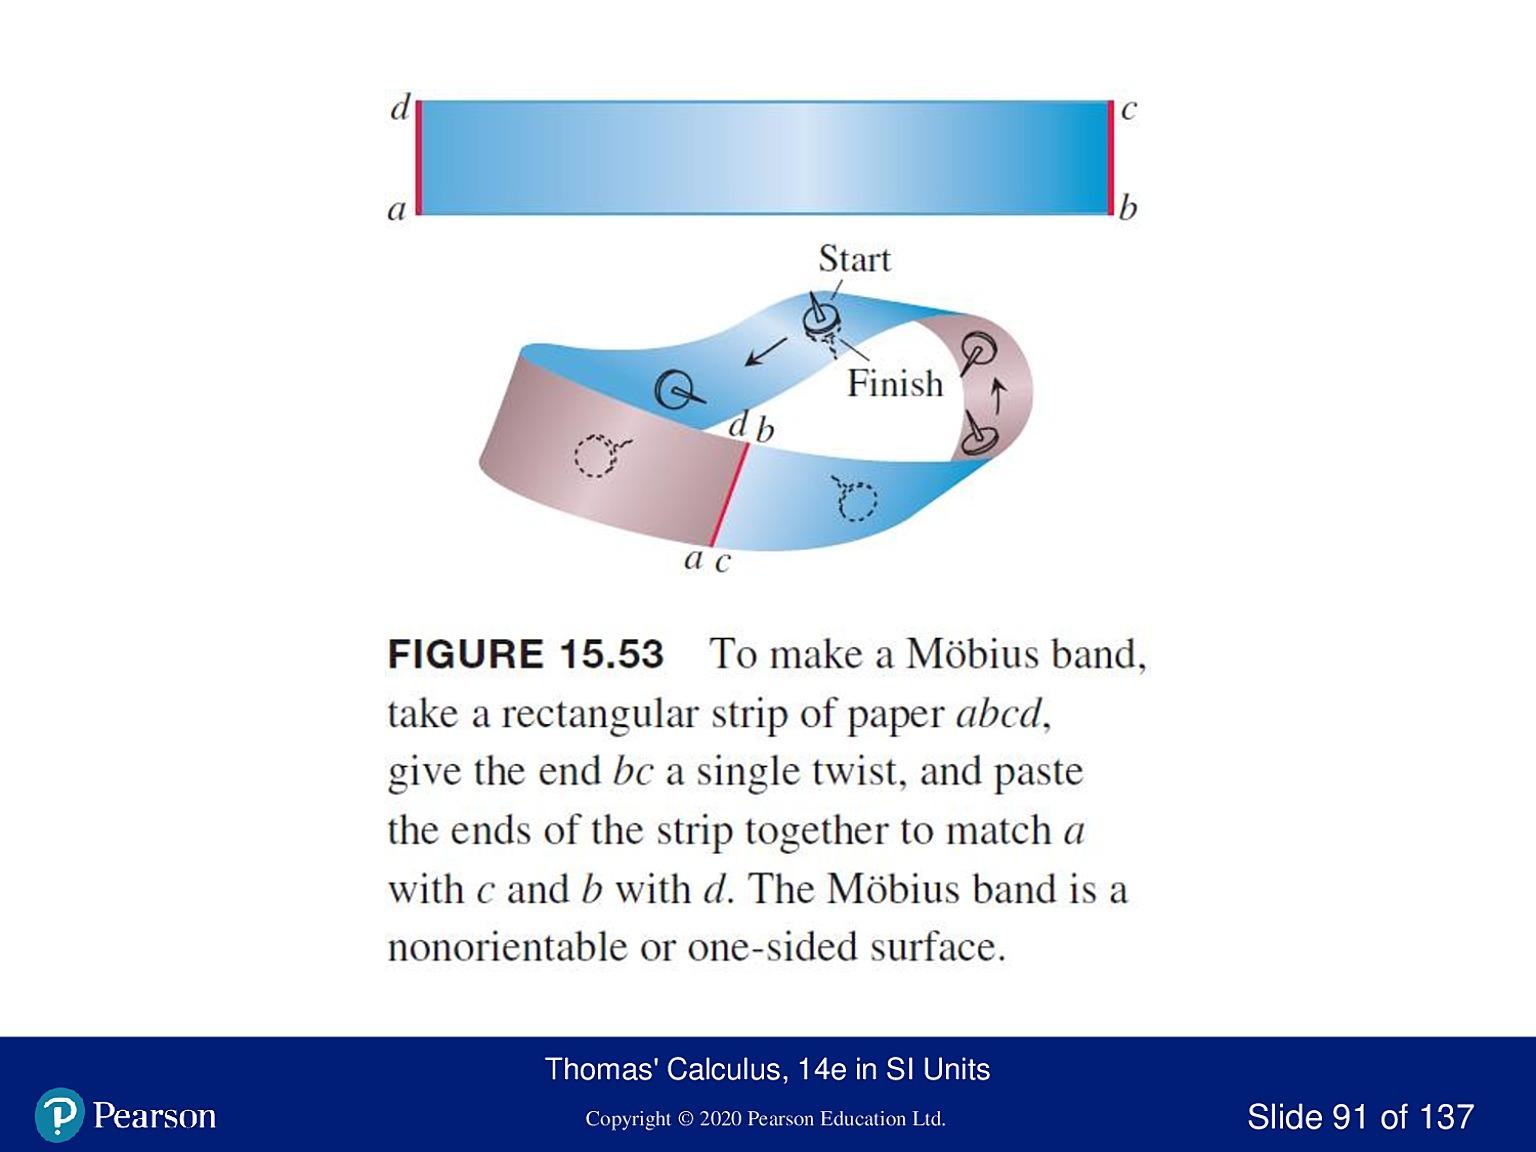 d
c
a
b
Start
Finish
d b
a c
FIGURE 15.53 To make a Möbius band,
take a rectangular strip of paper abcd,
give the end bc a single twist, and paste
the ends of the strip together to match a
with c and b with d. The Möbius band is a
nonorientable or one-sided surface.
Thomas' Calculus, 14e in SI Units
P Pearson
Copyright © 2020 Pearson Education Ltd.
Slide 91 of 137